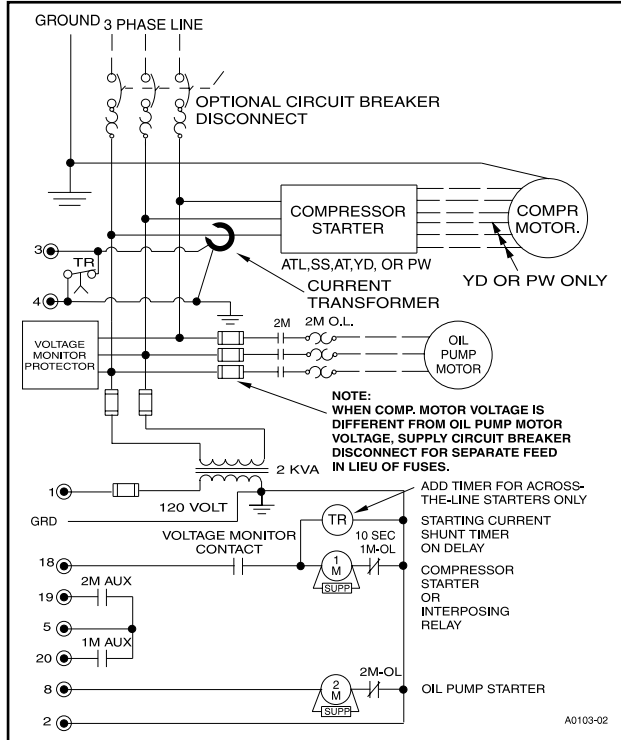 GROUND 3 PHASE LINE
OPTIONAL CIRCUIT BREAKER
DISCONNECT
COMPRESSOR
STARTER
COMPR
MOTOR.
ATL,SS,AT,YD, OR PW
YD OR PW ONLY
3
TR
CURRENT
TRANSFORMER
4
2M
2M O.L.
VOLTAGE
MONITOR
PROTECTOR
OIL
PUMP
MOTOR
NOTE:
WHEN COMP. MOTOR VOLTAGE IS
DIFFERENT FROM OIL PUMP MOTOR
VOLTAGE, SUPPLY CIRCUIT BREAKER
DISCONNECT FOR SEPARATE FEED
IN LIEU OF FUSES.
2 KVA
1
120 VOLT
ADD TIMER FOR ACROSS-
THE-LINE STARTERS ONLY
GRD
TR
STARTING CURRENT
SHUNT TIMER
ON DELAY
VOLTAGE MONITOR
CONTACT
10 SEC
1M-OL
18
1
M
SUPP
COMPRESSOR
STARTER
OR
INTERPOSING
RELAY
2M AUX
19
5
1M AUX
20
2M-OL
8
2
M
SUPP
OIL PUMP STARTER
2
A0103-02